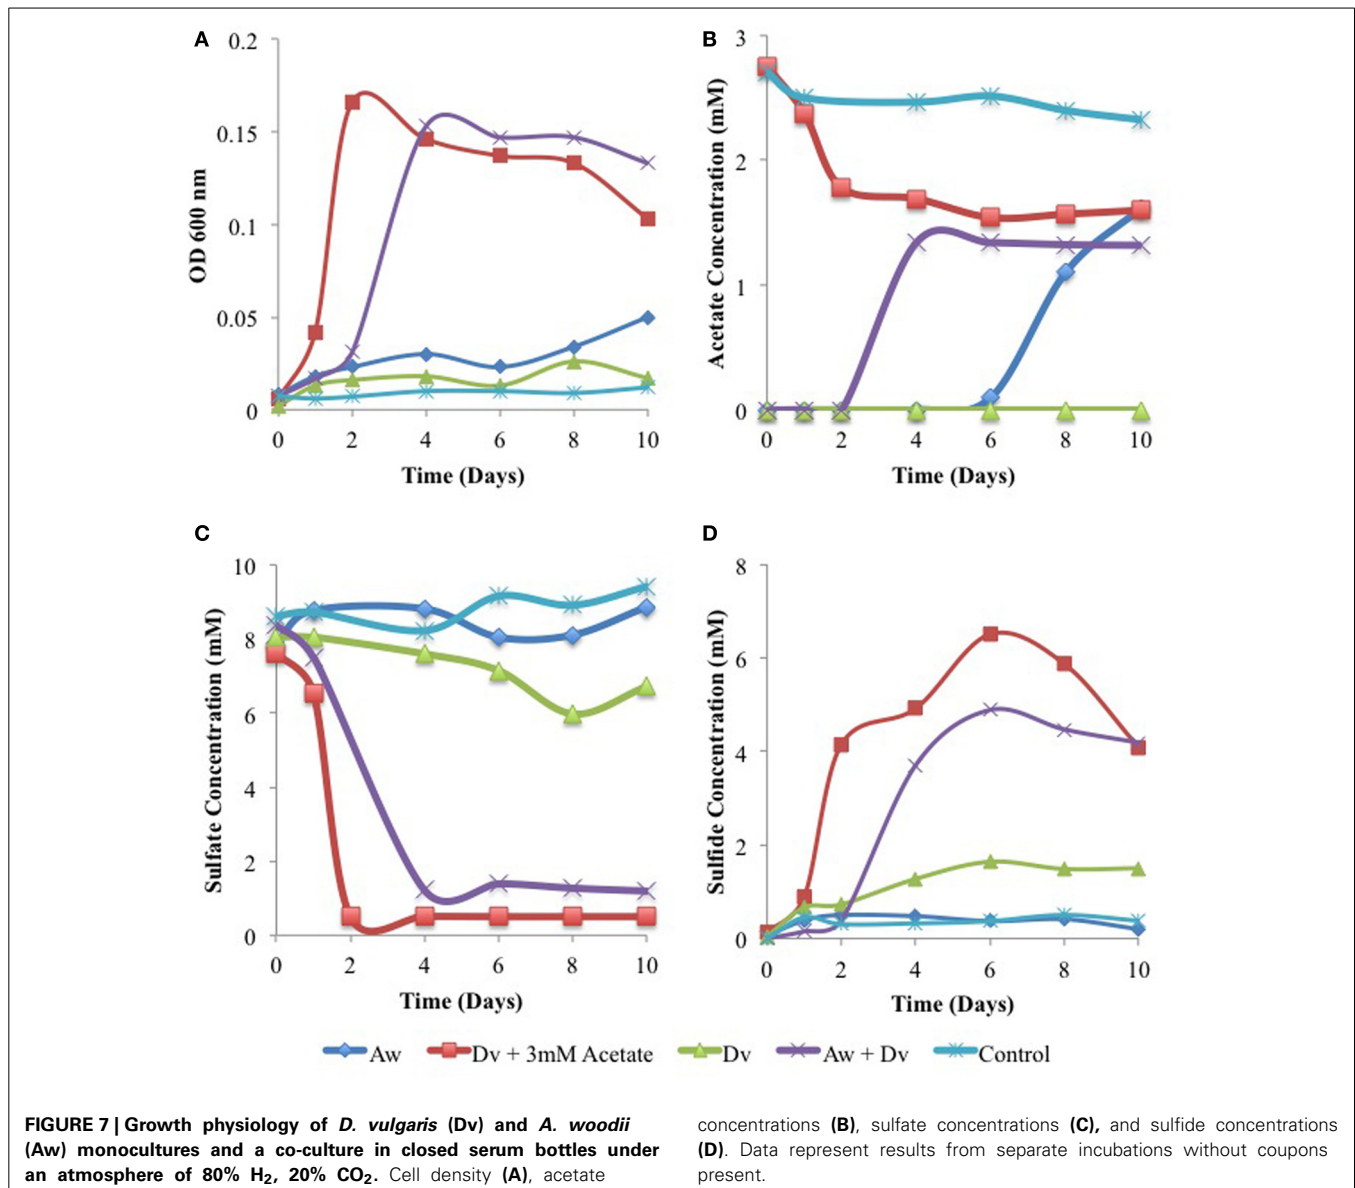 A
0.2
0.15
0.1
0.05
0
OD 600 nm
0 2 4 6 8 10
Time (Days)
B
3
2
1
0
Acetate Concentration (mM)
0 2 4 6 8 10
Time (Days)
C
10
8
6
4
2
0
Sulfate Concentration (mM)
0 2 4 6 8 10
Time (Days)
D
8
6
4
2
0
Sulfide Concentration (mM)
0 2 4 6 8 10
Time (Days)
Aw Dv + 3mM Acetate Dv Aw + Dv Control
FIGURE 7 | Growth physiology of D. vulgaris (Dv) and A. woodii
(Aw) monocultures and a co-culture in closed serum bottles under
an atmosphere of 80% H₂, 20% CO₂. Cell density (A), acetate
concentrations (B), sulfate concentrations (C), and sulfide concentrations
(D). Data represent results from separate incubations without coupons
present.